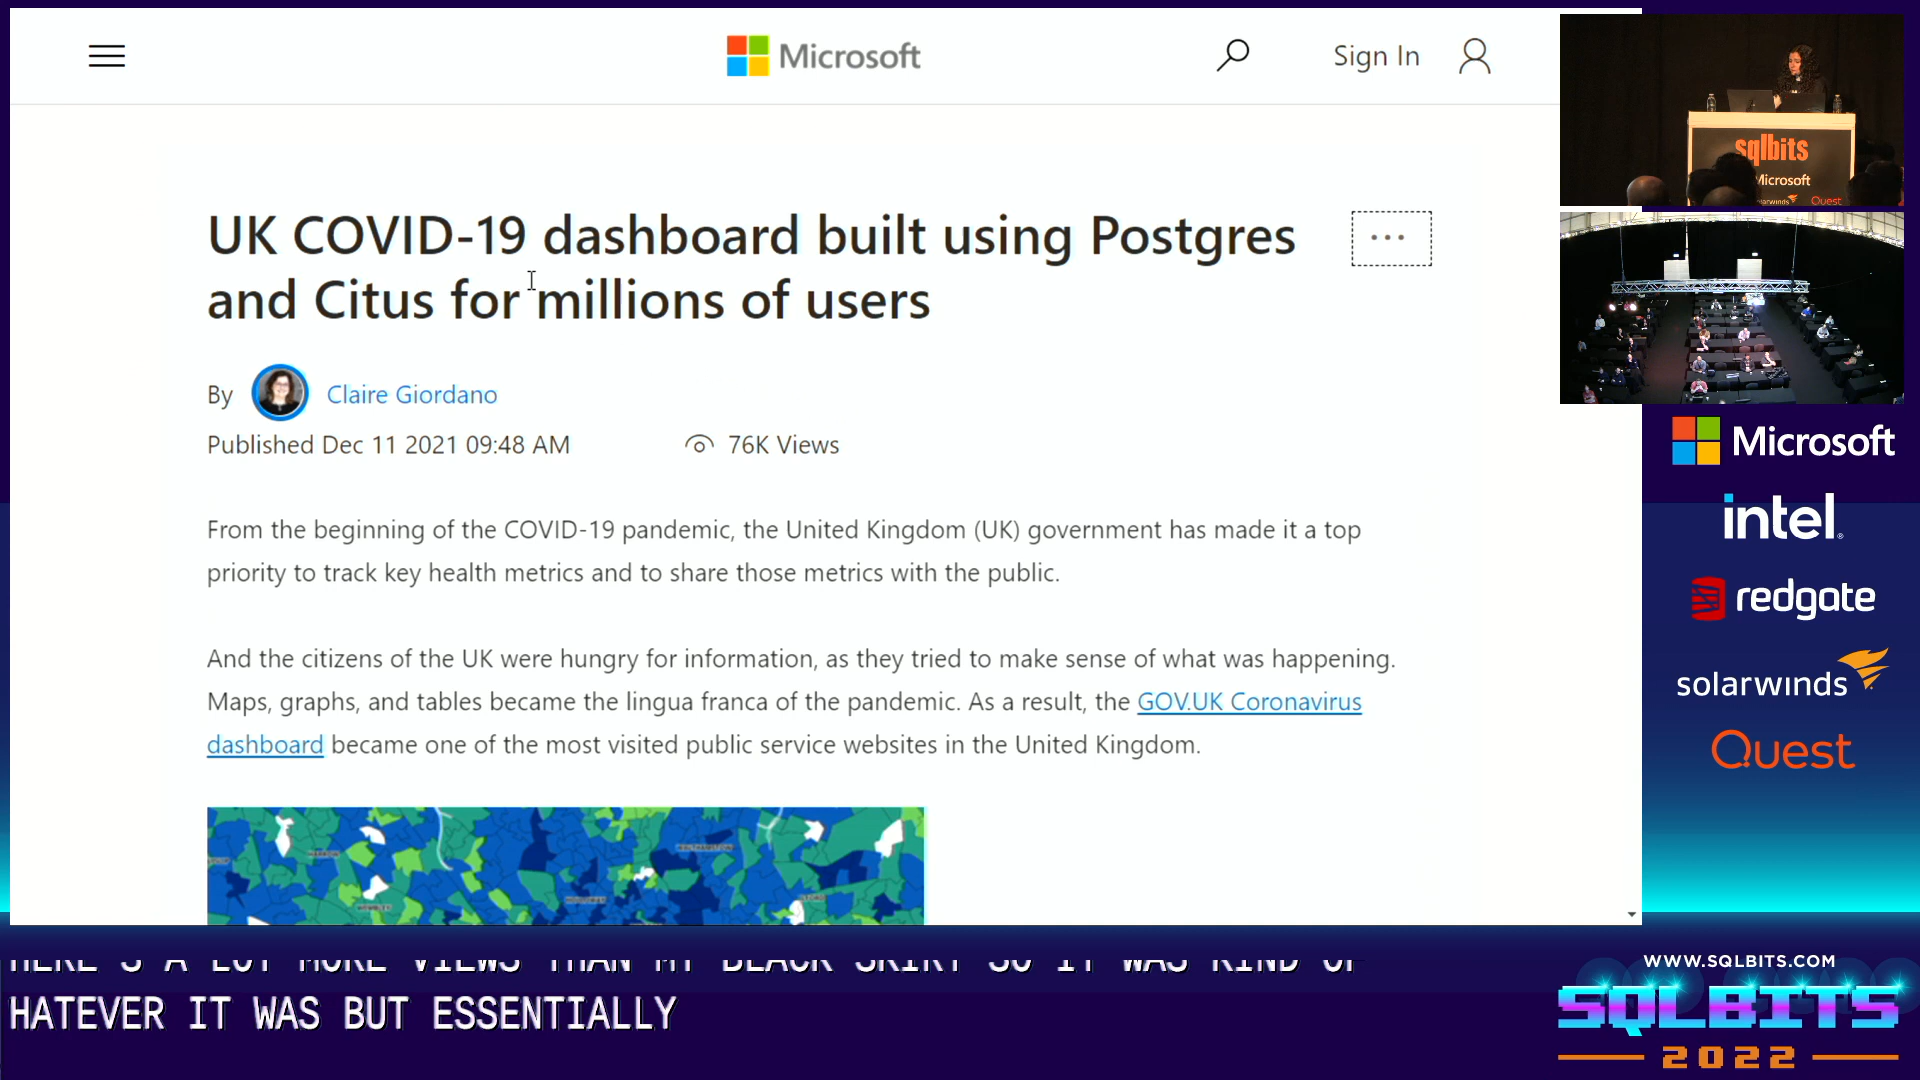 Microsoft
Sign In
UK COVID-19 dashboard built using Postgres
and Citus for millions of users
By Claire Giordano
Published Dec 11 2021 09:48 AM 76K Views
From the beginning of the COVID-19 pandemic, the United Kingdom (UK) government has made it a top
priority to track key health metrics and to share those metrics with the public.
And the citizens of the UK were hungry for information, as they tried to make sense of what was happening.
Maps, graphs, and tables became the lingua franca of the pandemic. As a result, the GOV.UK Coronavirus
dashboard became one of the most visited public service websites in the United Kingdom.
HARROW
WALTHAMSTOW
WEMBLEY
ILFORD
sqlbits
Microsoft
solarwinds
Quest
Microsoft
intel
redgate
solarwinds
Quest
HERE'S A LOT MORE VIEWS THAN MY BLACK SKIRT SO IT WAS KIND OF
HATEVER IT WAS BUT ESSENTIALLY
WWW.SQLBITS.COM
SQLBITS
2022